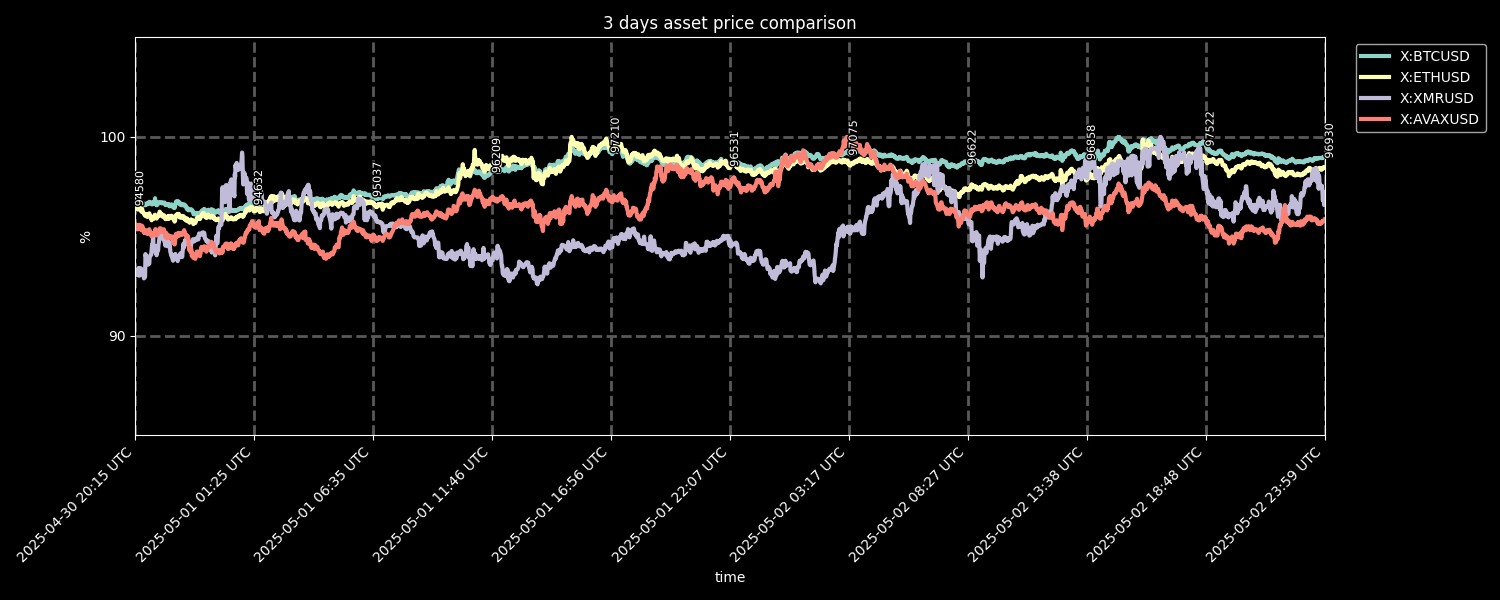 3 days asset price comparison
X:BTCUSD
X:ETHUSD
X:XMRUSD
X:AVAXUSD
100
90
%
94580
94632
95037
96209
97210
96531
97075
96622
96858
97522
96930
2025-04-30 20:15 UTC
2025-05-01 01:25 UTC
2025-05-01 06:35 UTC
2025-05-01 11:46 UTC
2025-05-01 16:56 UTC
2025-05-01 22:07 UTC
2025-05-02 03:17 UTC
2025-05-02 08:27 UTC
2025-05-02 13:38 UTC
2025-05-02 18:48 UTC
2025-05-02 23:59 UTC
time